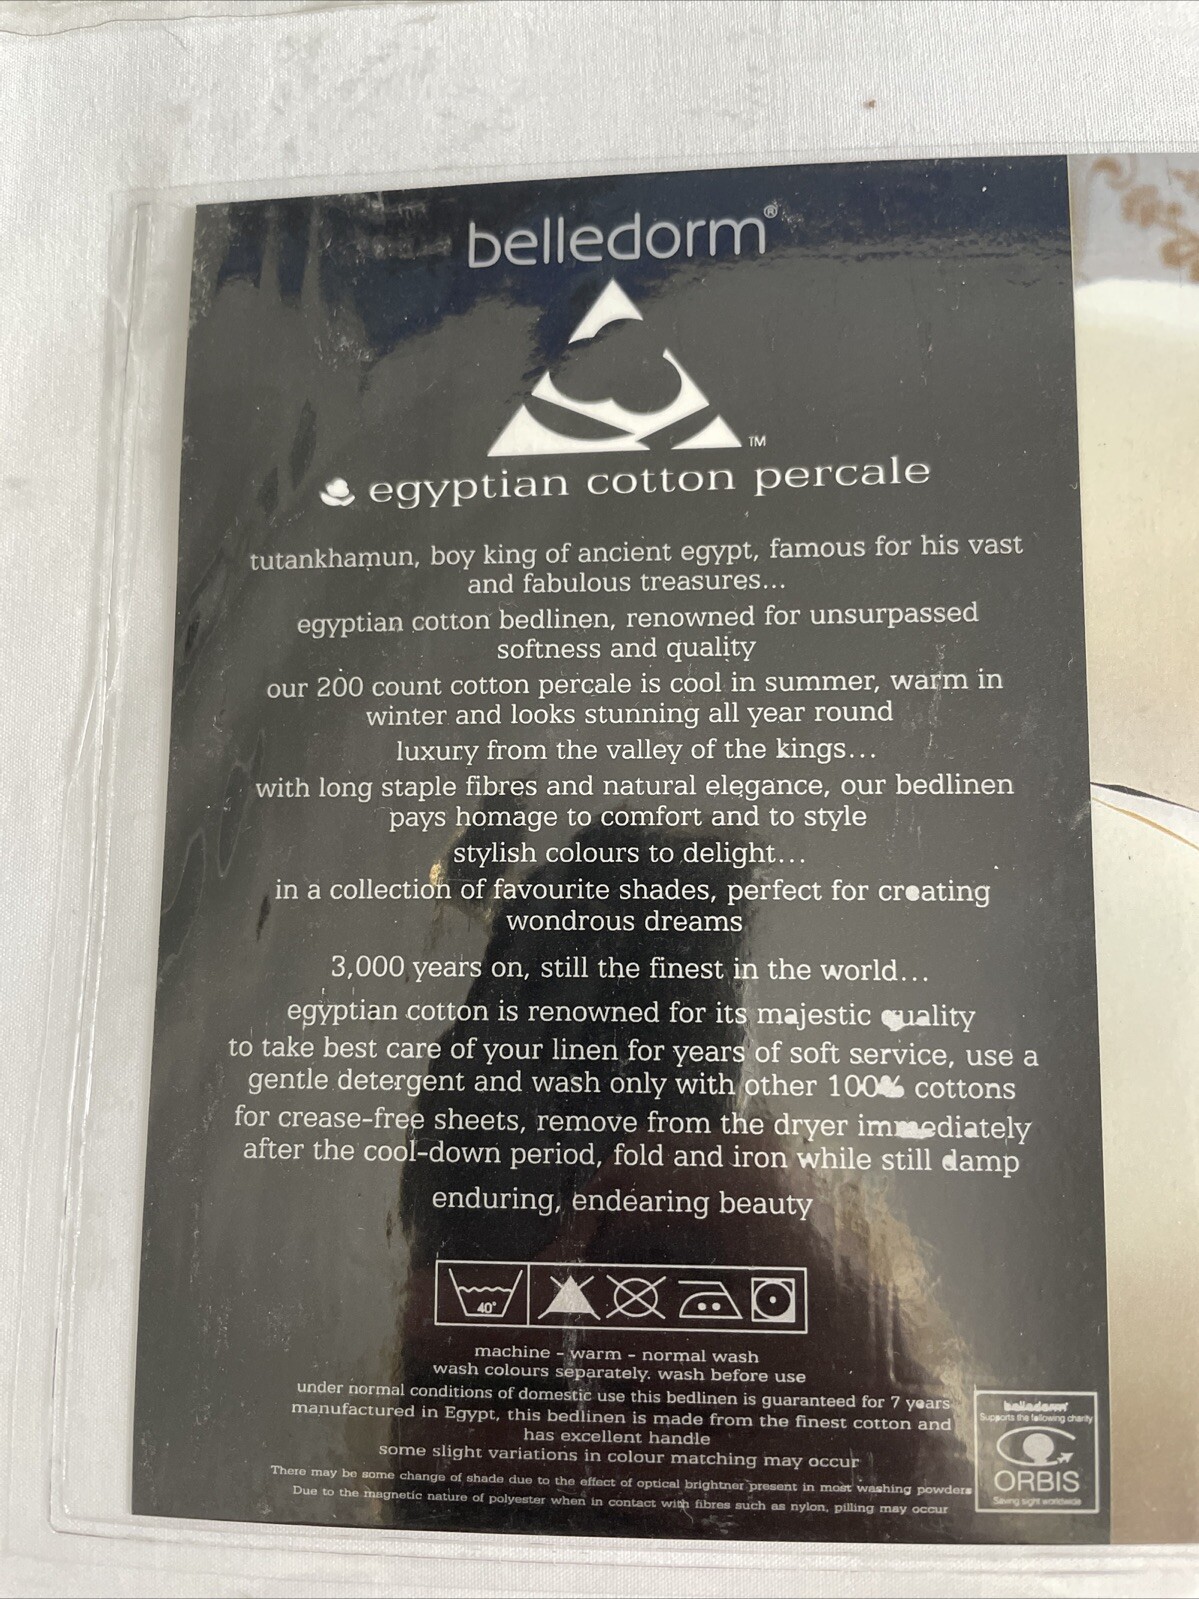 belledorm®
TM
egyptian cotton percale
tutankhamun, boy king of ancient egypt, famous for his vast
and fabulous treasures...
egyptian cotton bedlinen, renowned for unsurpassed
softness and quality
our 200 count cotton percale is cool in summer, warm in
winter and looks stunning all year round
luxury from the valley of the kings...
with long staple fibres and natural elegance, our bedlinen
pays homage to comfort and to style
stylish colours to delight...
in a collection of favourite shades, perfect for creating
wondrous dreams
3,000 years on, still the finest in the world...
egyptian cotton is renowned for its majestic quality
to take best care of your linen for years of soft service, use a
gentle detergent and wash only with other 100% cottons
for crease-free sheets, remove from the dryer immediately
after the cool-down period, fold and iron while still damp
enduring, endearing beauty
40°
machine - warm - normal wash
wash colours separately. wash before use
under normal conditions of domestic use this bedlinen is guaranteed for 7 years
manufactured in Egypt, this bedlinen is made from the finest cotton and
has excellent handle
some slight variations in colour matching may occur
There may be some change of shade due to the effect of optical brightner present in most washing powders
Due to the magnetic nature of polyester when in contact with fibres such as nylon, pilling may occur
belledorm
Supports the following charity
ORBIS
Saving sight worldwide